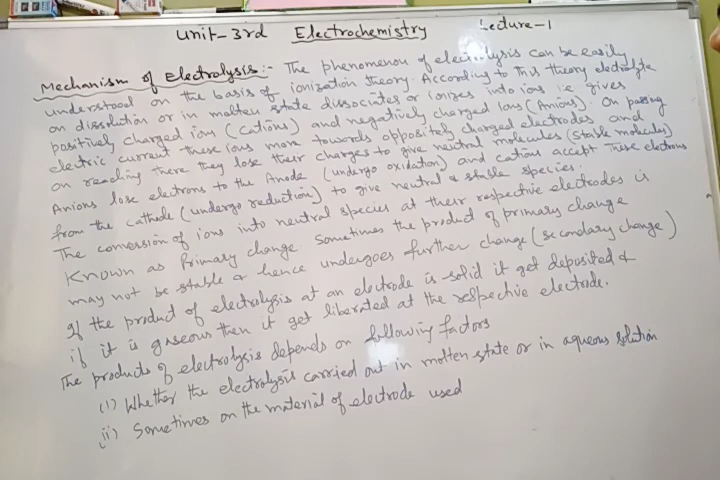 Unit-3rd Electrochemistry Lecture-1
Mechanism of Electrolysis:- The phenomenon of electrolysis can be easily
understood on the basis of ionization theory. According to this theory electrolyte
on dissolution or in molten state dissociates or ionizes into ions i.e gives
positively charged ions (cations) and negatively charged ions (Anions). On passing
electric current these ions move towards oppositely charged electrodes and
on reaching there they lose their charges to give neutral molecules (stable molecules)
Anions lose electrons to the Anode (undergo oxidation) and cations accept these electrons
from the cathode (undergo reduction) to give neutral & stable species.
The conversion of ions into neutral species at their respective electrodes is
Known as Primary change. Sometimes the product of primary change
may not be stable & hence undergoes further change (secondary change)
If the product of electrolysis at an electrode is solid it get deposited &
if it is gaseous then it get liberated at the respective electrode.
The products of electrolysis depends on following factors
(i) Whether the electrolysis carried out in molten state or in aqueous solution
ii) Sometimes on the material of electrode used